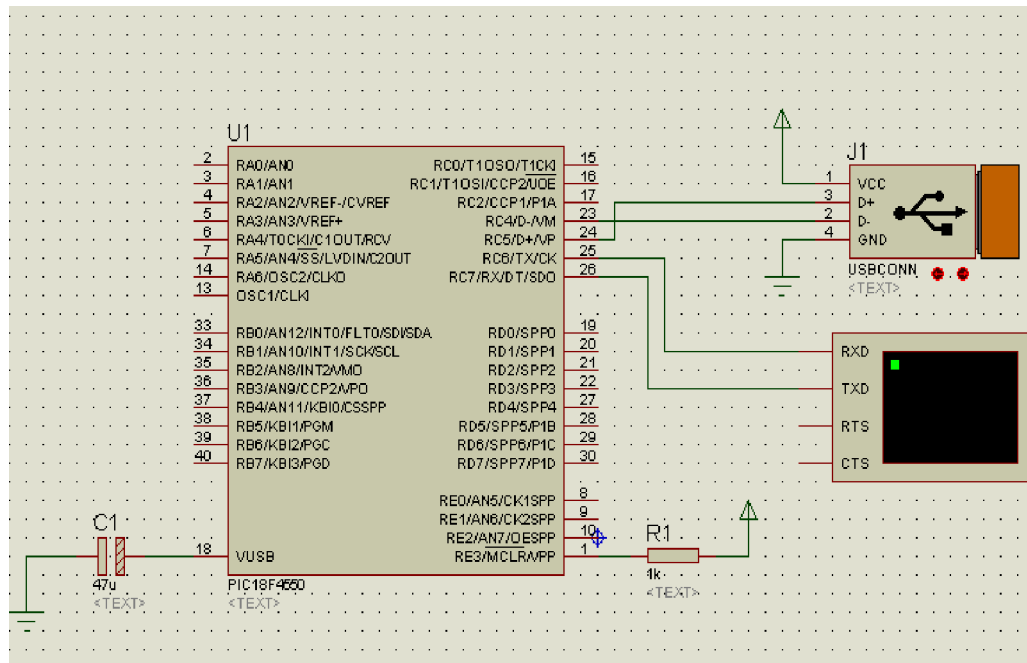 U1
2 RA0/AN0
3 RA1/AN1
4 RA2/AN2/VREF-/CVREF
5 RA3/AN3/VREF+
6 RA4/T0CKI/C1OUT/RCV
7 RA5/AN4/SS/LVDIN/C2OUT
14 RA6/OSC2/CLKO
13 OSC1/CLKI
33 RB0/AN12/INT0/FLT0/SDI/SDA
34 RB1/AN10/INT1/SCK/SCL
35 RB2/AN8/INT2/VMO
36 RB3/AN9/CCP2/VPO
37 RB4/AN11/KBI0/CSSPP
38 RB5/KBI1/PGM
39 RB6/KBI2/PGC
40 RB7/KBI3/PGD
18 VUSB
RC0/T1OSO/T1CKI 15
RC1/T1OSI/CCP2/UOE 16
RC2/CCP1/P1A 17
RC4/D-/VM 23
RC5/D+/VP 24
RC6/TX/CK 25
RC7/RX/DT/SDO 26
RD0/SPP0 19
RD1/SPP1 20
RD2/SPP2 21
RD3/SPP3 22
RD4/SPP4 27
RD5/SPP5/P1B 28
RD6/SPP6/P1C 29
RD7/SPP7/P1D 30
RE0/AN5/CK1SPP 8
RE1/AN6/CK2SPP 9
RE2/AN7/OESPP 10
RE3/MCLR/VPP 1
PIC18F4550
<TEXT>
C1
47u
<TEXT>
R1
1k
<TEXT>
J1
1 VCC
3 D+
2 D-
4 GND
USBCONN
<TEXT>
RXD
TXD
RTS
CTS